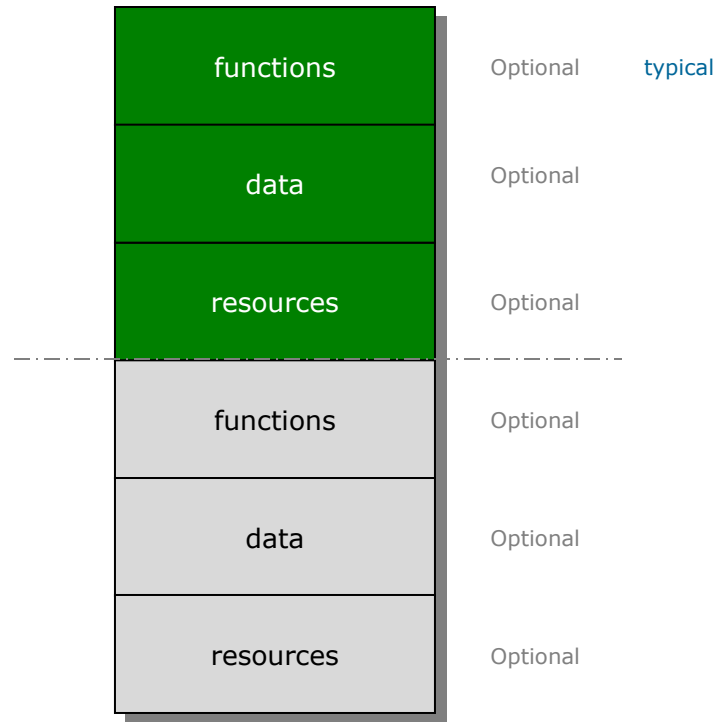 functions Optional typical
data Optional
resources Optional
functions Optional
data Optional
resources Optional